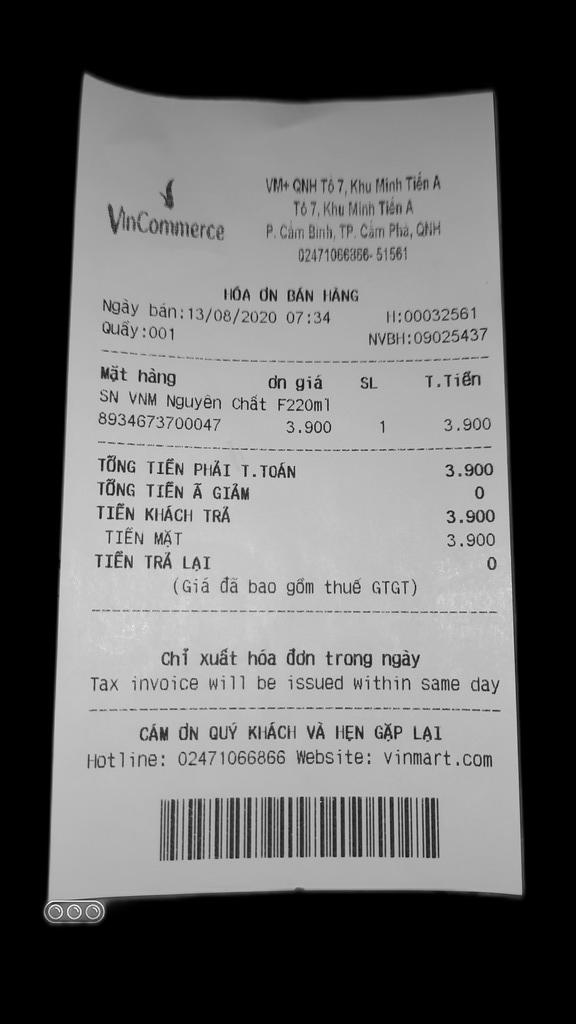 VinCommerce
VM+ QNH Tổ 7, Khu Minh Tiến A
Tổ 7, Khu Minh Tiến A
P. Cẩm Bình, TP. Cẩm Phả, QNH
02471066866- 51561
HÓA ƠN BÁN HÀNG
Ngày bán:13/08/2020 07:34 H:00032561
Quầy:001 NVBH:09025437
Mặt hàng ơn giá SL T.Tiền
SN VNM Nguyên Chất F220ml
8934673700047 3.900 1 3.900
TỔNG TIỀN PHẢI T.TOÁN 3.900
TỔNG TIỀN Ã GIẢM 0
TIỀN KHÁCH TRẢ 3.900
TIỀN MẶT 3.900
TIỀN TRẢ LẠI 0
(Giá đã bao gồm thuế GTGT)
Chỉ xuất hóa đơn trong ngày
Tax invoice will be issued within same day
CẢM ƠN QUÝ KHÁCH VÀ HẸN GẶP LẠI
Hotline: 02471066866 Website: vinmart.com